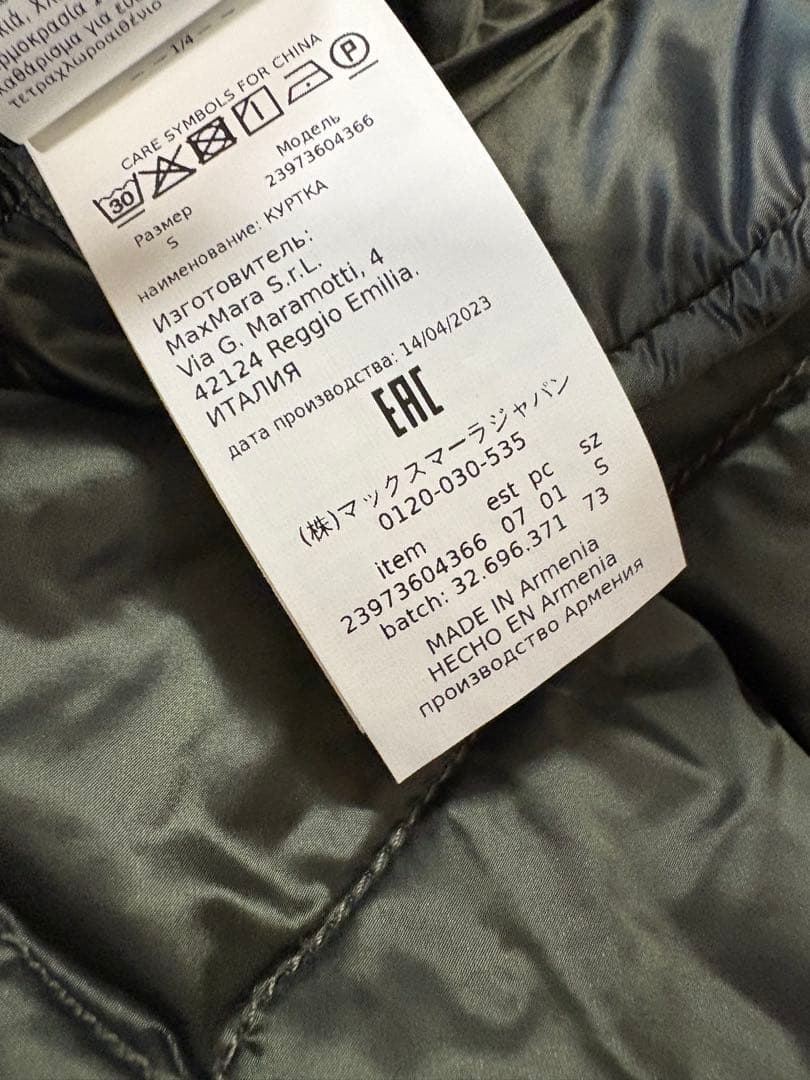 καθάρισμα για
τετραχλωροαιθένιο
1/4
CARE SYMBOLS FOR CHINA
30
P
Модель
23973604366
Размер
S
наименование: КУРТКА
Изготовитель:
MaxMara S.r.L.
Via G. Maramotti, 4
42124 Reggio Emilia.
ИТАЛИЯ
дата производства: 14/04/2023
EAC
(株)マックスマーラジャパン
0120-030-535
item est pc sz
23973604366 07 01 S
batch: 32.696.371 73
MADE IN Armenia
HECHO EN Armenia
производство Армения